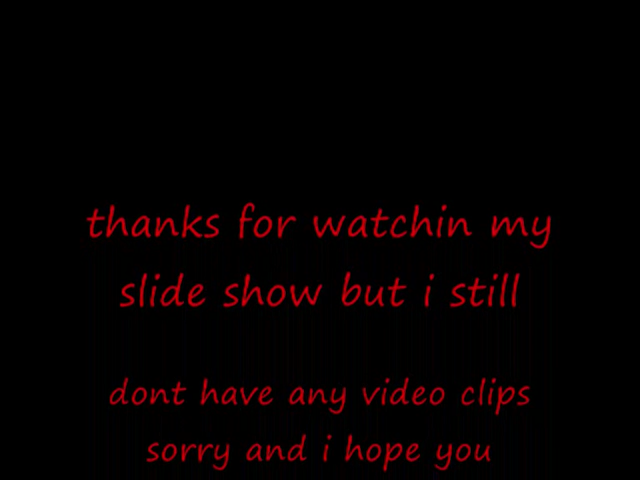 thanks for watchin my
slide show but i still
dont have any video clips
sorry and i hope you